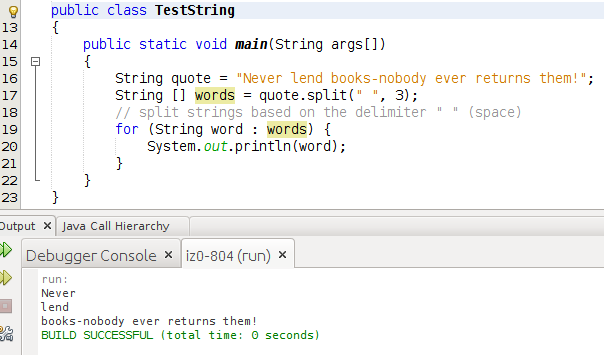 public class TestString
13 {
14 public static void main(String args[])
15 {
16 String quote = "Never lend books-nobody ever returns them!";
17 String [] words = quote.split(" ", 3);
18 // split strings based on the delimiter " " (space)
19 for (String word : words) {
20 System.out.println(word);
21 }
22 }
23 }
Output × Java Call Hierarchy
Debugger Console × iz0-804 (run) ×
run:
Never
lend
books-nobody ever returns them!
BUILD SUCCESSFUL (total time: 0 seconds)